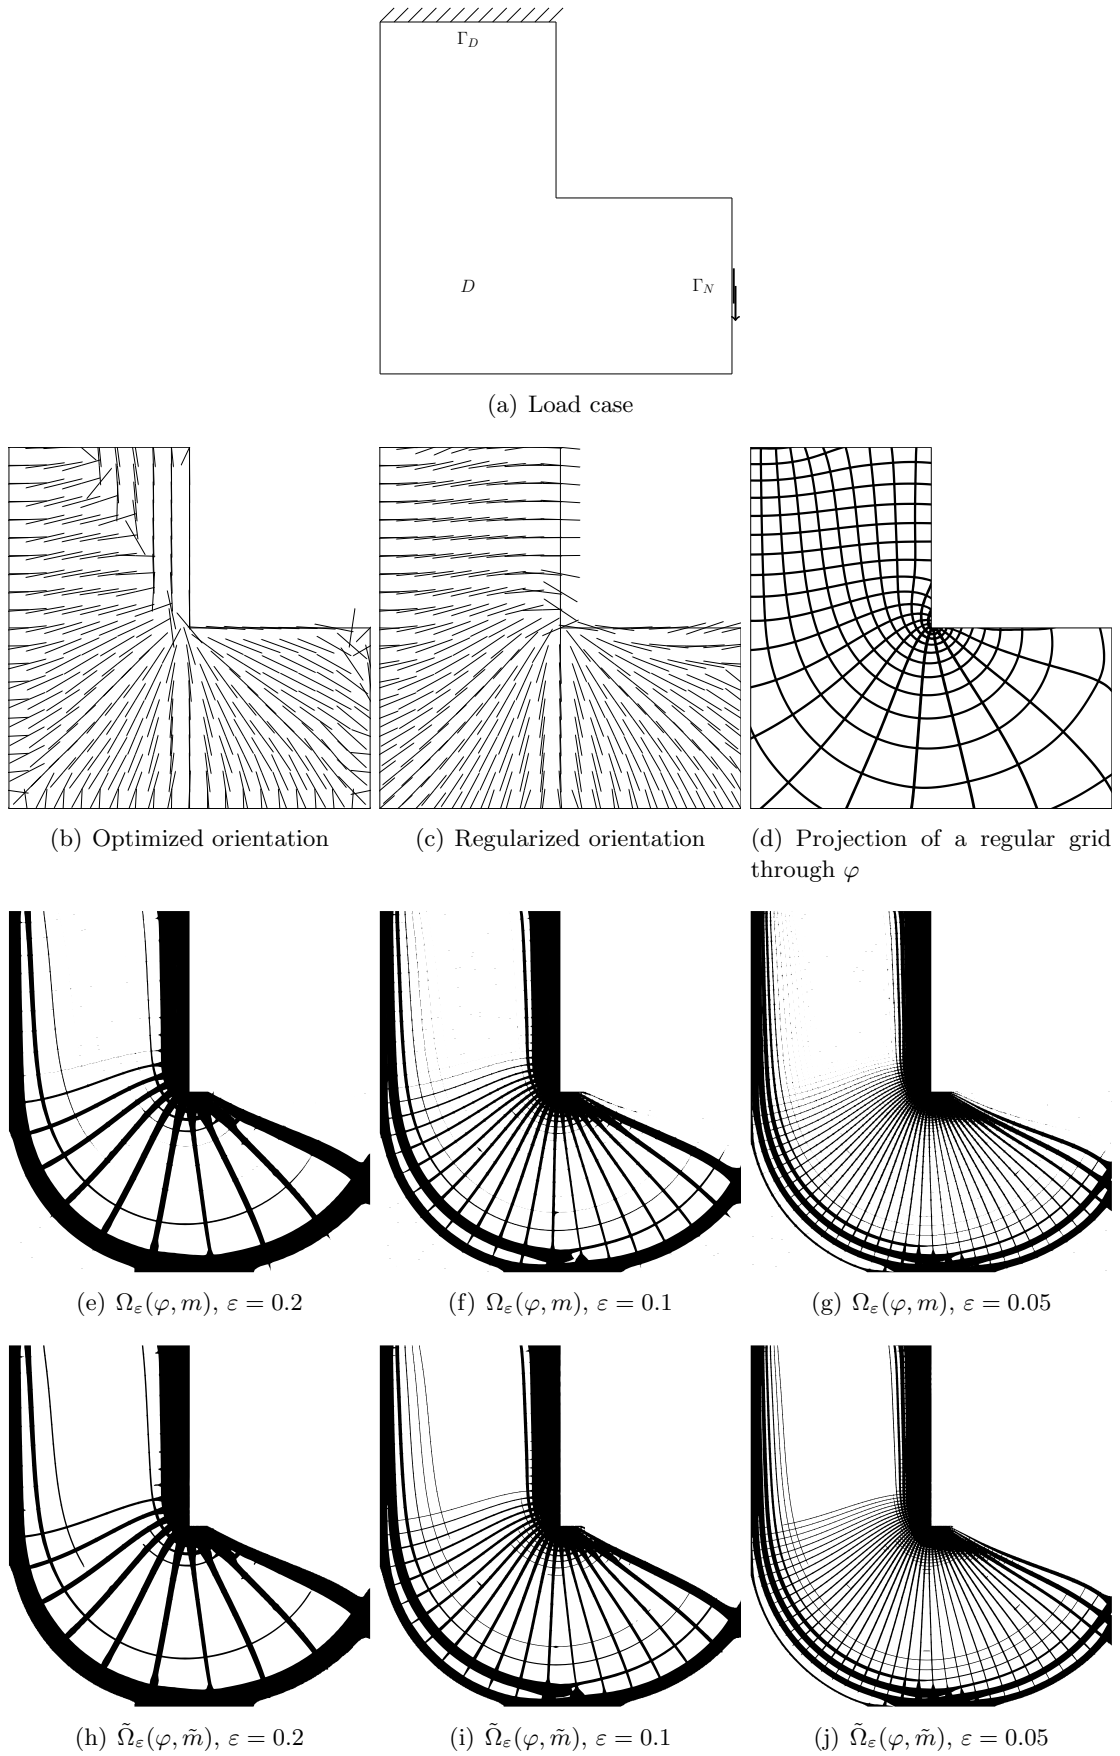 Γ_D
D
Γ_N
(a) Load case
(b) Optimized orientation
(c) Regularized orientation
(d) Projection of a regular grid
through φ
(e) Ω_ε(φ, m), ε = 0.2
(f) Ω_ε(φ, m), ε = 0.1
(g) Ω_ε(φ, m), ε = 0.05
(h) Ω̃_ε(φ, m̃), ε = 0.2
(i) Ω̃_ε(φ, m̃), ε = 0.1
(j) Ω̃_ε(φ, m̃), ε = 0.05